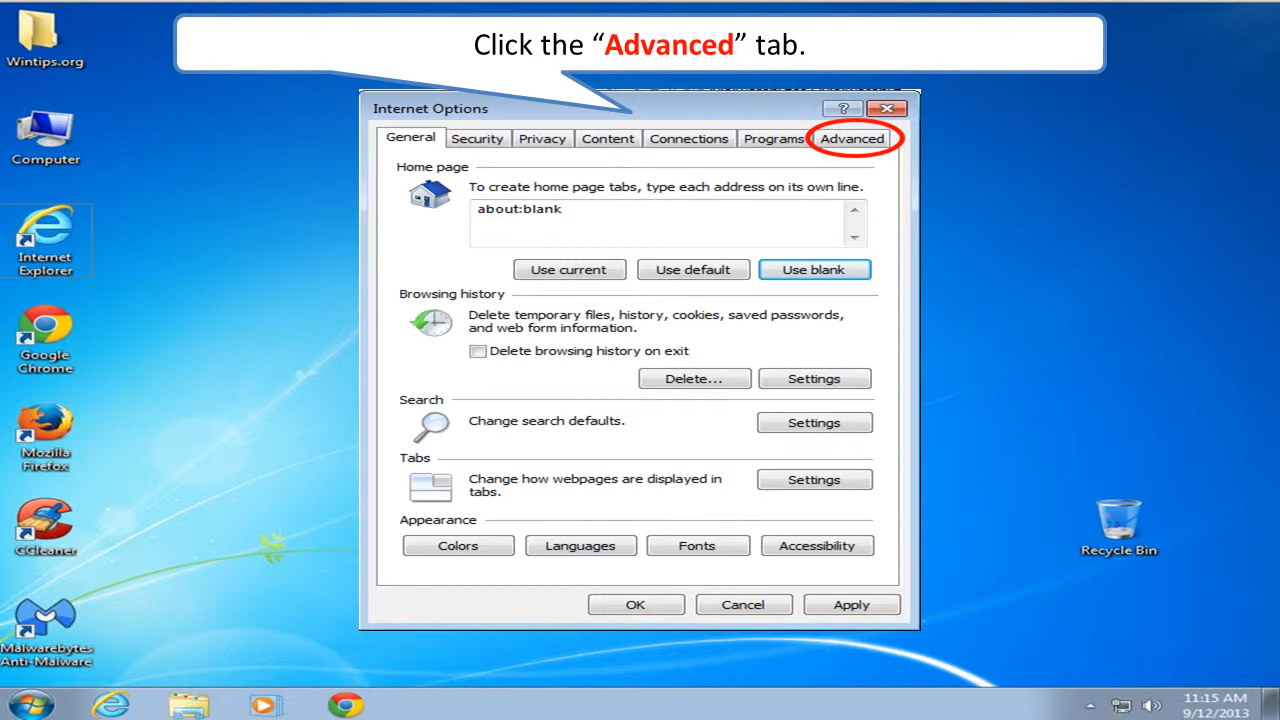 Click the “Advanced” tab.
Wintips.org
Computer
Internet
Explorer
Google
Chrome
Mozilla
Firefox
CCleaner
Malwarebytes
Anti-Malware
Internet Options
?
General Security Privacy Content Connections Programs Advanced
Home page
To create home page tabs, type each address on its own line.
about:blank
Use current Use default Use blank
Browsing history
Delete temporary files, history, cookies, saved passwords,
and web form information.
Delete browsing history on exit
Delete... Settings
Search
Change search defaults. Settings
Tabs
Change how webpages are displayed in
tabs.
Settings
Appearance
Colors Languages Fonts Accessibility
OK Cancel Apply
Recycle Bin
11:15 AM
9/12/2013